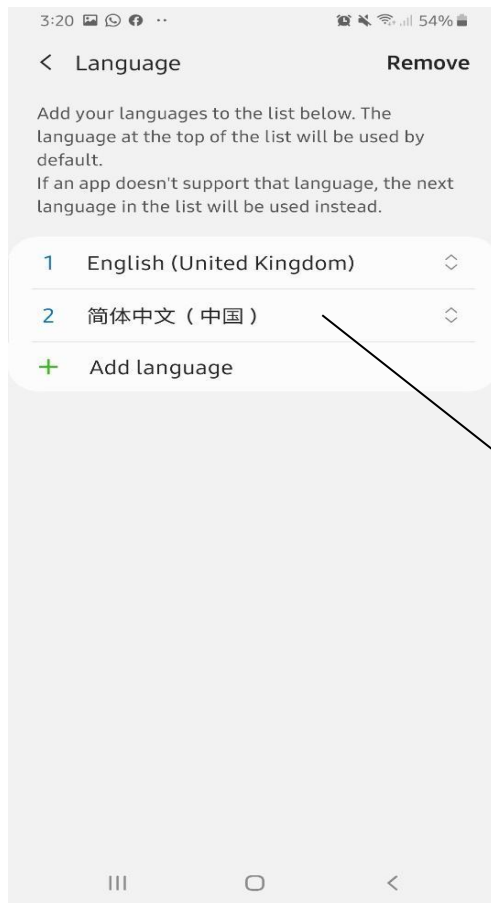 3:20 54%
Language Remove
Add your languages to the list below. The
language at the top of the list will be used by
default.
If an app doesn't support that language, the next
language in the list will be used instead.
1 English (United Kingdom)
2 简体中文（中国）
+ Add language